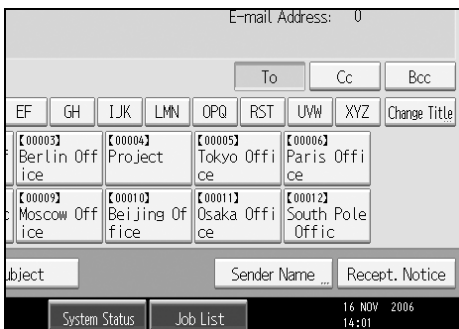 E-mail Address: 0
To Cc Bcc
EF GH IJK LMN OPQ RST UVW XYZ Change Title
【00003】 【00004】 【00005】 【00006】
Berlin Off Project Tokyo Offi Paris Offi
ice ce ce
【00009】 【00010】 【00011】 【00012】
Moscow Off Beijing Of Osaka Offi South Pole
ice fice ce Offic
ubject Sender Name Recept. Notice
System Status Job List 16 NOV 2006
14:01